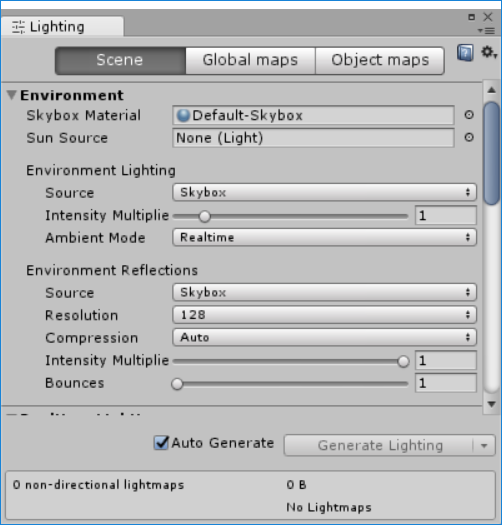 Lighting
Scene Global maps Object maps
Environment
Skybox Material Default-Skybox
Sun Source None (Light)
Environment Lighting
Source Skybox
Intensity Multiplie 1
Ambient Mode Realtime
Environment Reflections
Source Skybox
Resolution 128
Compression Auto
Intensity Multiplie 1
Bounces 1
Auto Generate Generate Lighting
0 non-directional lightmaps 0 B
No Lightmaps